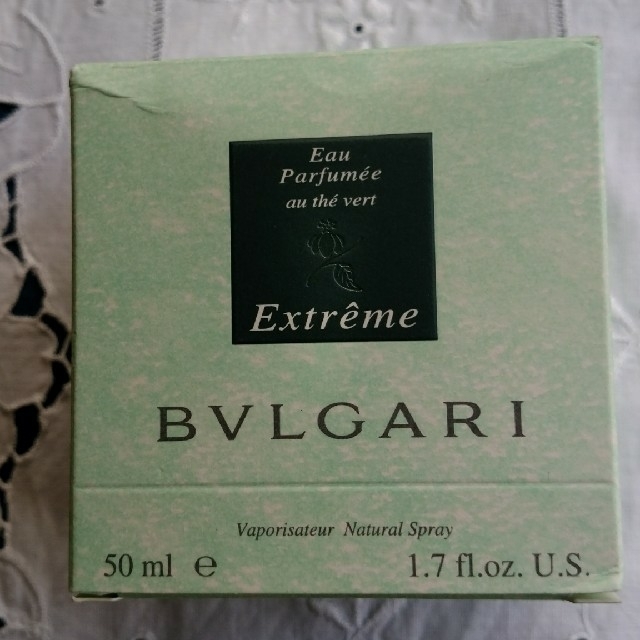 Eau
Parfumée
au thé vert
Extrême
BVLGARI
Vaporisateur Natural Spray
50 ml ℮ 1.7 fl.oz. U.S.